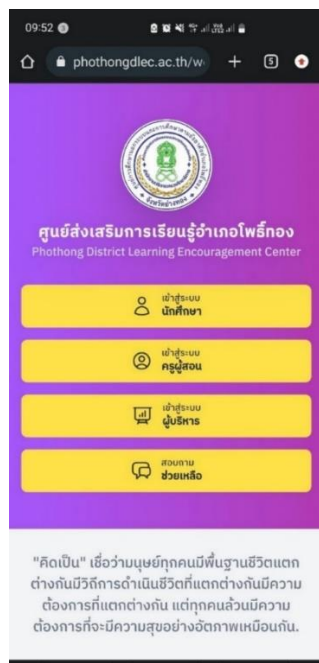 09:52
phothongdlec.ac.th/w
5
จังหวัดอ่างทอง
ศูนย์ส่งเสริมการเรียนรู้อำเภอโพธิ์ทอง
Phothong District Learning Encouragement Center
เข้าสู่ระบบ
นักศึกษา
เข้าสู่ระบบ
ครูผู้สอน
เข้าสู่ระบบ
ผู้บริหาร
สอบถาม
ช่วยเหลือ
"คิดเป็น" เชื่อว่ามนุษย์ทุกคนมีพื้นฐานชีวิตแตก
ต่างกันมีวิถีการดำเนินชีวิตที่แตกต่างกันมีความ
ต้องการที่แตกต่างกัน แต่ทุกคนล้วนมีความ
ต้องการที่จะมีความสุขอย่างอัตภาพเหมือนกัน.